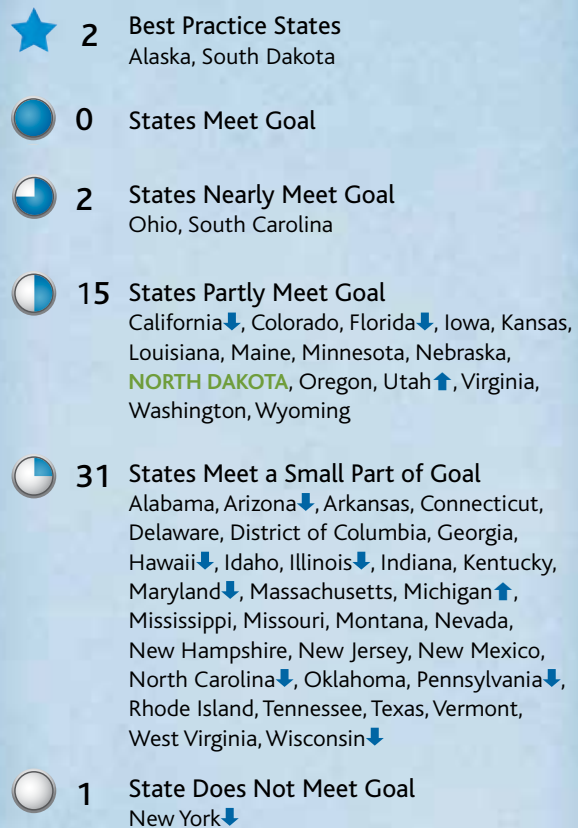 2 Best Practice States
Alaska, South Dakota
0 States Meet Goal
2 States Nearly Meet Goal
Ohio, South Carolina
15 States Partly Meet Goal
California⬇, Colorado, Florida⬇, Iowa, Kansas,
Louisiana, Maine, Minnesota, Nebraska,
NORTH DAKOTA, Oregon, Utah⬆, Virginia,
Washington, Wyoming
31 States Meet a Small Part of Goal
Alabama, Arizona⬇, Arkansas, Connecticut,
Delaware, District of Columbia, Georgia,
Hawaii⬇, Idaho, Illinois⬇, Indiana, Kentucky,
Maryland⬇, Massachusetts, Michigan⬆,
Mississippi, Missouri, Montana, Nevada,
New Hampshire, New Jersey, New Mexico,
North Carolina⬇, Oklahoma, Pennsylvania⬇,
Rhode Island, Tennessee, Texas, Vermont,
West Virginia, Wisconsin⬇
1 State Does Not Meet Goal
New York⬇